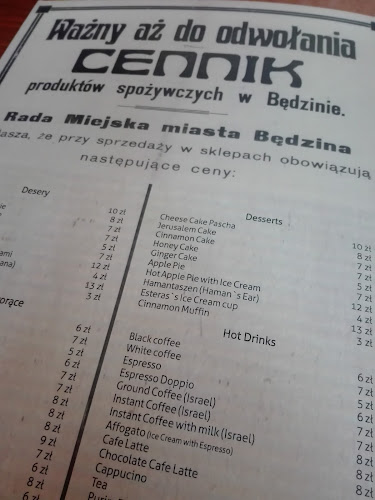 Ważny aż do odwołania
CENNIK
produktów spożywczych w Będzinie.
Rada Miejska miasta Będzina
łasza, że przy sprzedaży w sklepach obowiązują
następujące ceny:
Desery
10 zł
8 zł
7 zł
7 zł
5 zł
ami 7 zł
ana) 12 zł
4 zł
13 zł
3 zł
orące
6 zł
7 zł
5 zł
6 zł
7 zł
7 zł
8 zł
8 zł
8 zł
9 zł
7 zł
6 zł
8 zł
8 zł
Desserts
Cheese Cake Pascha 10 zł
Jerusalem Cake 8 zł
Cinnamon Cake 7 zł
Honey Cake 7 zł
Ginger Cake 5 zł
Apple Pie 7 zł
Hot Apple Pie with Ice Cream 12 zł
Hamantaszen (Haman`s Ear) 4 zł
Esteras`s Ice Cream cup 13 zł
Cinnamon Muffin 3 zł
Hot Drinks
Black coffee 6 zł
White coffee 7 zł
Espresso 5 zł
Espresso Doppio 6 zł
Ground Coffee (Israel) 7 zł
Instant Coffee (Israel) 7 zł
Instant Coffee with milk (Israel) 8 zł
Affogato (Ice Cream with Espresso) 8 zł
Cafe Latte 8 zł
Chocolate Cafe Latte
Cappucino
Tea